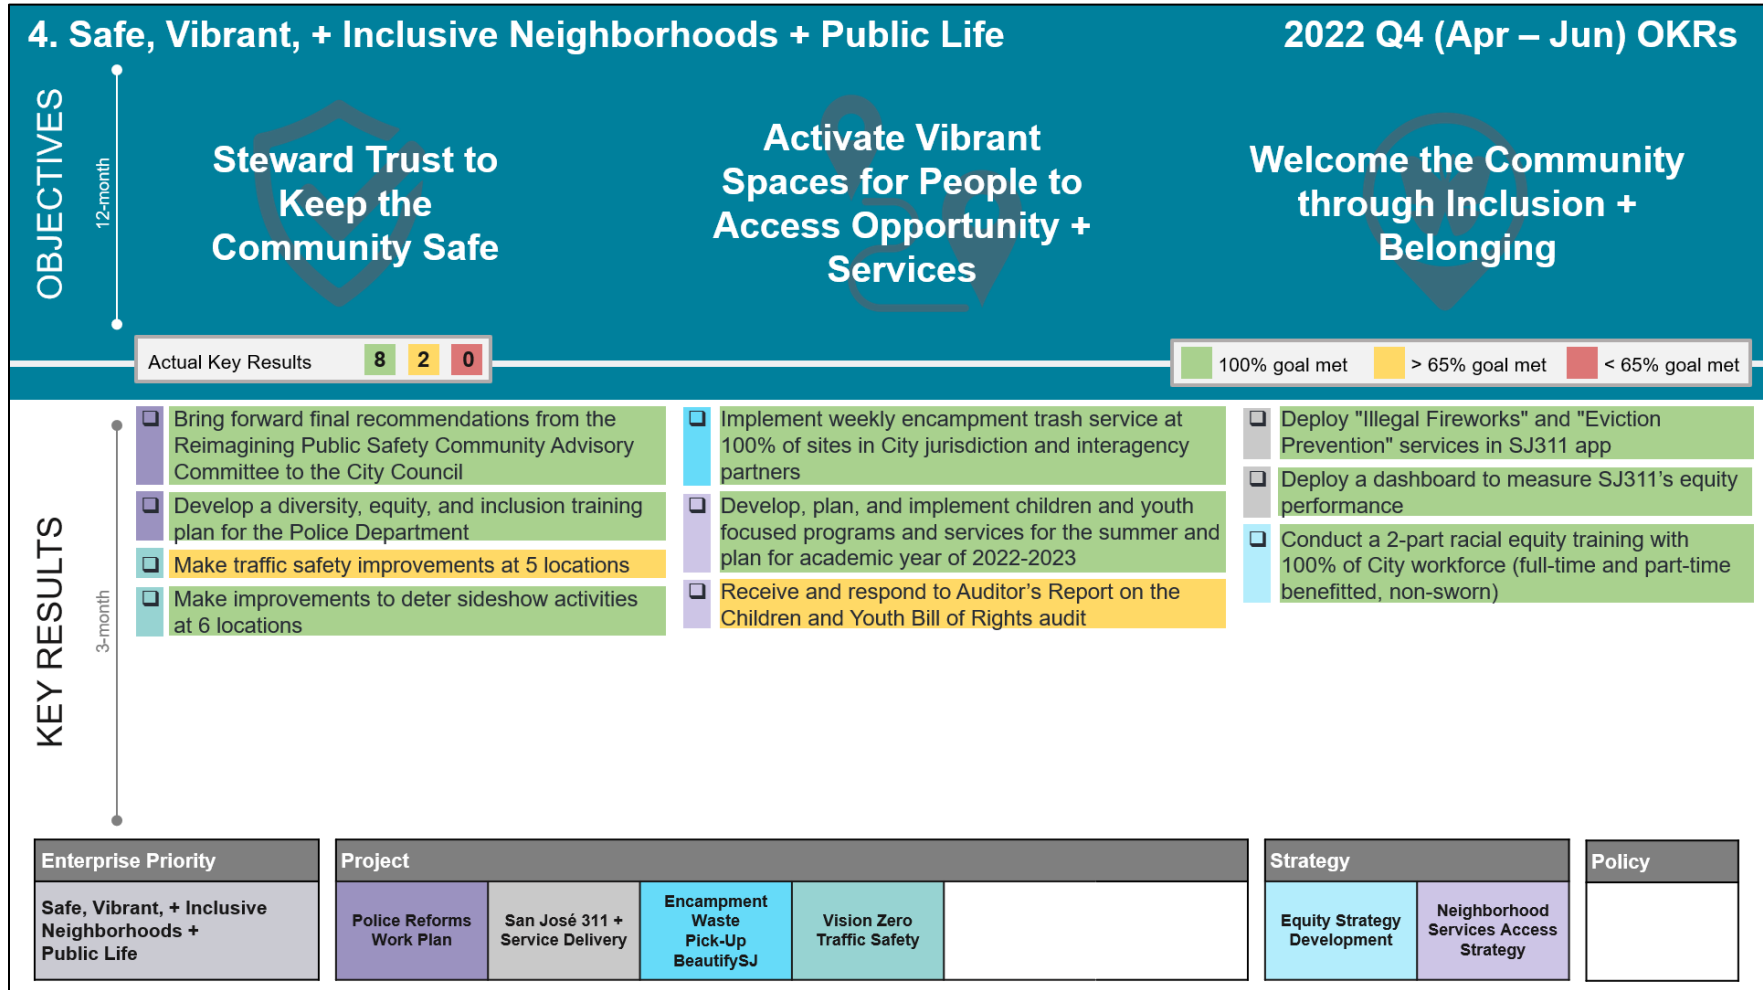 4. Safe, Vibrant, + Inclusive Neighborhoods + Public Life
2022 Q4 (Apr – Jun) OKRs
OBJECTIVES
12-month
Steward Trust to
Keep the
Community Safe
Activate Vibrant
Spaces for People to
Access Opportunity +
Services
Welcome the Community
through Inclusion +
Belonging
Actual Key Results 8 2 0
100% goal met > 65% goal met < 65% goal met
KEY RESULTS
3-month
❑ Bring forward final recommendations from the
Reimagining Public Safety Community Advisory
Committee to the City Council
❑ Develop a diversity, equity, and inclusion training
plan for the Police Department
❑ Make traffic safety improvements at 5 locations
❑ Make improvements to deter sideshow activities
at 6 locations
❑ Implement weekly encampment trash service at
100% of sites in City jurisdiction and interagency
partners
❑ Develop, plan, and implement children and youth
focused programs and services for the summer and
plan for academic year of 2022-2023
❑ Receive and respond to Auditor’s Report on the
Children and Youth Bill of Rights audit
❑ Deploy "Illegal Fireworks" and "Eviction
Prevention" services in SJ311 app
❑ Deploy a dashboard to measure SJ311’s equity
performance
❑ Conduct a 2-part racial equity training with
100% of City workforce (full-time and part-time
benefitted, non-sworn)
Enterprise Priority
Safe, Vibrant, + Inclusive
Neighborhoods +
Public Life
Project
Police Reforms
Work Plan
San José 311 +
Service Delivery
Encampment
Waste
Pick-Up
BeautifySJ
Vision Zero
Traffic Safety
Strategy
Equity Strategy
Development
Neighborhood
Services Access
Strategy
Policy